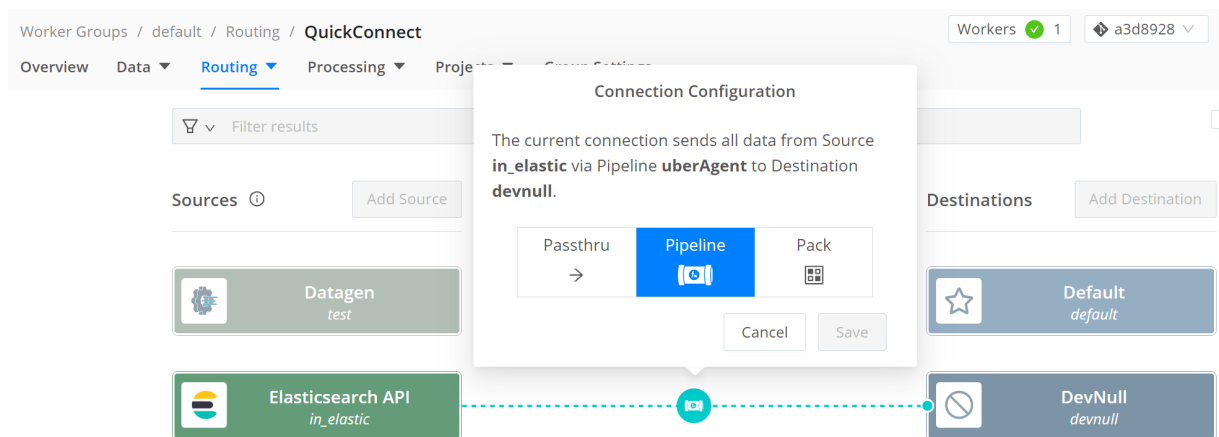 Worker Groups / default / Routing / QuickConnect
Workers 1
a3d8928
Overview Data Routing Processing
Connection Configuration
Filter results
The current connection sends all data from Source
in_elastic via Pipeline uberAgent to Destination
devnull.
Sources
Add Source
Destinations
Add Destination
Passthru
Pipeline
Pack
Cancel
Save
Datagen
test
Default
default
Elasticsearch API
in_elastic
DevNull
devnull